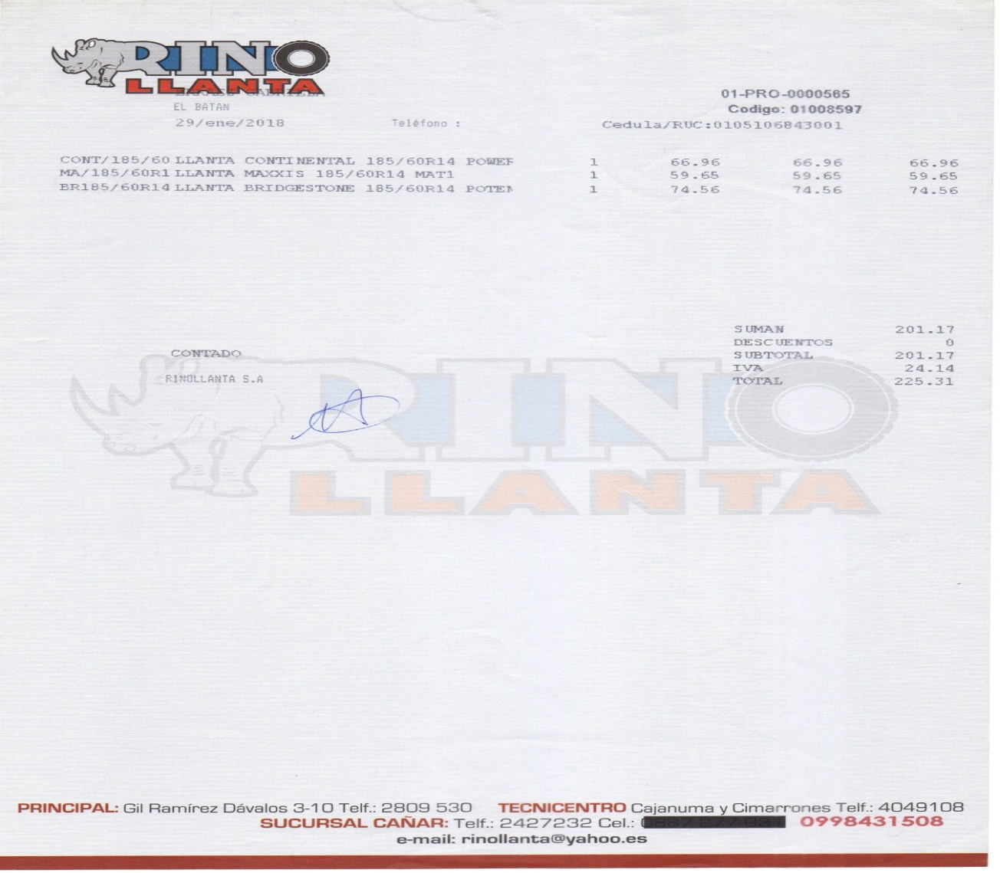 RINO
LLANTA
GABRIELA
EL BATAN
29/ene/2018 Teléfono :
01-PRO-0000565
Codigo: 01008597
Cedula/RUC:0105106843001
CONT/185/60 LLANTA CONTINENTAL 185/60R14 POWER 1 66.96 66.96 66.96
MA/185/60R1 LLANTA MAXXIS 185/60R14 MAT1 1 59.65 59.65 59.65
BR185/60R14 LLANTA BRIDGESTONE 185/60R14 POTEN 1 74.56 74.56 74.56
SUMAN 201.17
DESCUENTOS 0
SUBTOTAL 201.17
IVA 24.14
TOTAL 225.31
CONTADO
RINOLLANTA S.A
RINO
LLANTA
PRINCIPAL: Gil Ramírez Dávalos 3-10 Telf.: 2809 530 TECNICENTRO Cajanuma y Cimarrones Telf.: 4049108
SUCURSAL CAÑAR: Telf.: 2427232 Cel.: 0998431508
e-mail: rinollanta@yahoo.es